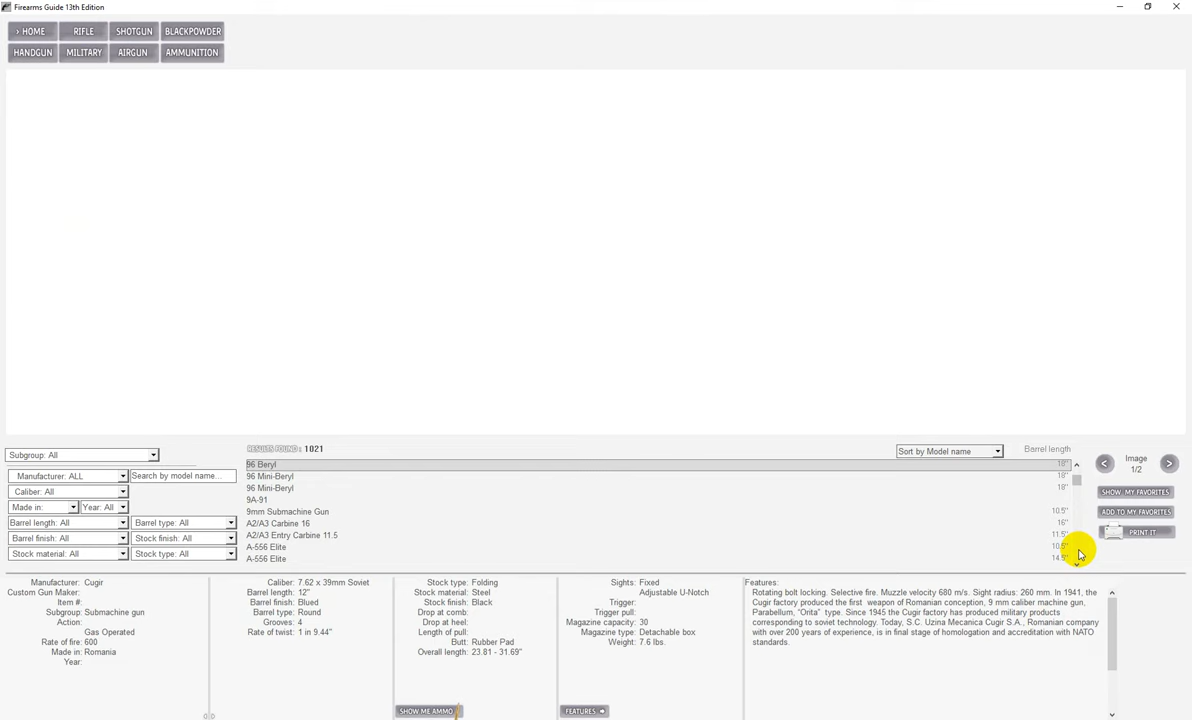 Firearms Guide 13th Edition
› HOME RIFLE SHOTGUN BLACKPOWDER
HANDGUN MILITARY AIRGUN AMMUNITION
Subgroup: All
RESULTS FOUND : 1021
Sort by Model name
Barrel length
Manufacturer: ALL
Search by model name...
Caliber: All
Made in:
Year: All
Barrel length: All
Barrel type: All
Barrel finish: All
Stock finish: All
Stock material: All
Stock type: All
96 Beryl 18"
96 Mini-Beryl 18"
96 Mini-Beryl 18"
9A-91
9mm Submachine Gun 10.5"
A2/A3 Carbine 16 16"
A2/A3 Entry Carbine 11.5 11.5"
A-556 Elite 10.5"
A-556 Elite 14.5"
< Image >
1/2
SHOW MY FAVORITES
ADD TO MY FAVORITES
PRINT IT
Manufacturer: Cugir
Custom Gun Maker:
Item #:
Subgroup: Submachine gun
Action:
Gas Operated
Rate of fire: 600
Made in: Romania
Year:
0.0
Caliber: 7.62 x 39mm Soviet
Barrel length: 12"
Barrel finish: Blued
Barrel type: Round
Grooves: 4
Rate of twist: 1 in 9.44"
Stock type: Folding
Stock material: Steel
Stock finish: Black
Drop at comb:
Drop at heel:
Length of pull:
Butt: Rubber Pad
Overall length: 23.81 - 31.69"
SHOW ME AMMO
Sights: Fixed
Adjustable U-Notch
Trigger:
Trigger pull:
Magazine capacity: 30
Magazine type: Detachable box
Weight: 7.6 lbs.
FEATURES
Features:
Rotating bolt locking. Selective fire. Muzzle velocity 680 m/s. Sight radius: 260 mm. In 1941, the
Cugir factory produced the first weapon of Romanian conception, 9 mm caliber machine gun,
Parabellum, "Orita" type. Since 1945 the Cugir factory has produced military products
corresponding to soviet technology. Today, S.C. Uzina Mecanica Cugir S.A., Romanian company
with over 200 years of experience, is in final stage of homologation and accreditation with NATO
standards.